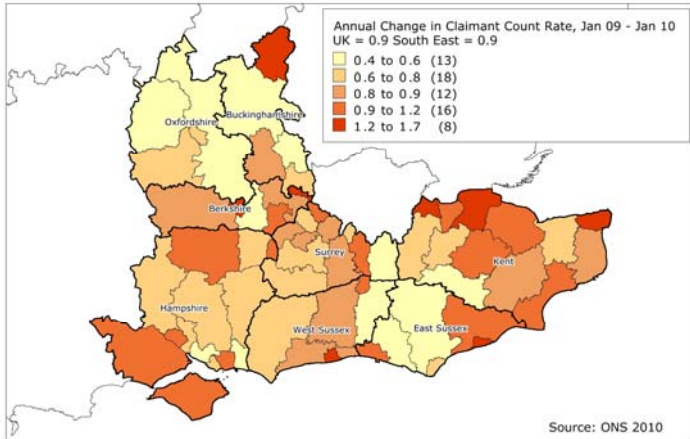 Annual Change in Claimant Count Rate, Jan 09 - Jan 10
UK = 0.9 South East = 0.9
0.4 to 0.6 (13)
0.6 to 0.8 (18)
0.8 to 0.9 (12)
0.9 to 1.2 (16)
1.2 to 1.7 (8)
Buckinghamshire
Oxfordshire
Berkshire
Surrey
Kent
Hampshire
West Sussex
East Sussex
Source: ONS 2010